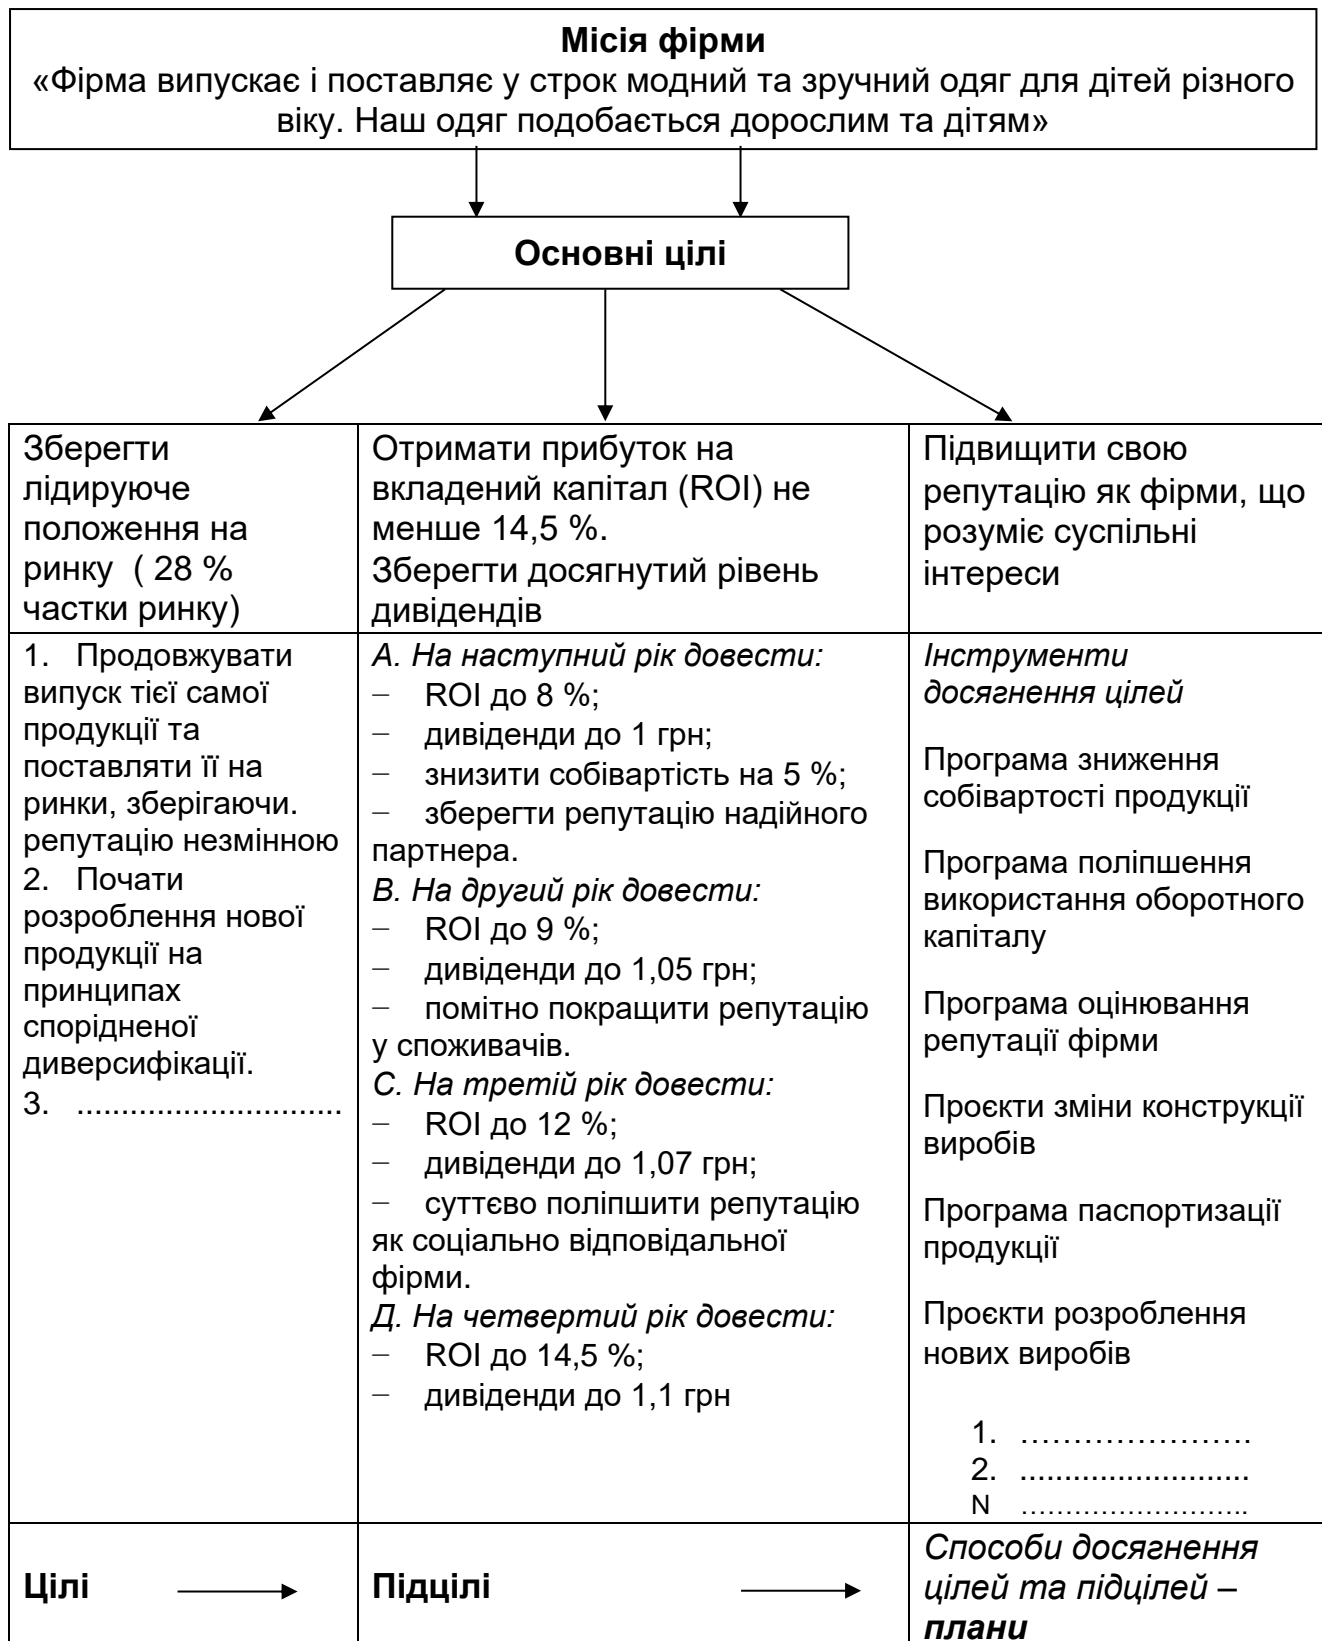 Місія фірми
«Фірма випускає і поставляє у строк модний та зручний одяг для дітей різного
віку. Наш одяг подобається дорослим та дітям»
Основні цілі
Зберегти
лідируюче
положення на
ринку ( 28 %
частки ринку)
Отримати прибуток на
вкладений капітал (ROI) не
менше 14,5 %.
Зберегти досягнутий рівень
дивідендів
Підвищити свою
репутацію як фірми, що
розуміє суспільні
інтереси
1. Продовжувати
випуск тієї самої
продукції та
поставляти її на
ринки, зберігаючи.
репутацію незмінною
2. Почати
розроблення нової
продукції на
принципах
спорідненої
диверсифікації.
3. ..............................
А. На наступний рік довести:
− ROI до 8 %;
− дивіденди до 1 грн;
− знизити собівартість на 5 %;
− зберегти репутацію надійного
партнера.
В. На другий рік довести:
− ROI до 9 %;
− дивіденди до 1,05 грн;
− помітно покращити репутацію
у споживачів.
С. На третій рік довести:
− ROI до 12 %;
− дивіденди до 1,07 грн;
− суттєво поліпшити репутацію
як соціально відповідальної
фірми.
Д. На четвертий рік довести:
− ROI до 14,5 %;
− дивіденди до 1,1 грн
Інструменти
досягнення цілей
Програма зниження
собівартості продукції
Програма поліпшення
використання оборотного
капіталу
Програма оцінювання
репутації фірми
Проєкти зміни конструкції
виробів
Програма паспортизації
продукції
Проєкти розроблення
нових виробів
1. ………………….
2. ..........................
N …………………….
Цілі
Підцілі
Способи досягнення
цілей та підцілей –
плани